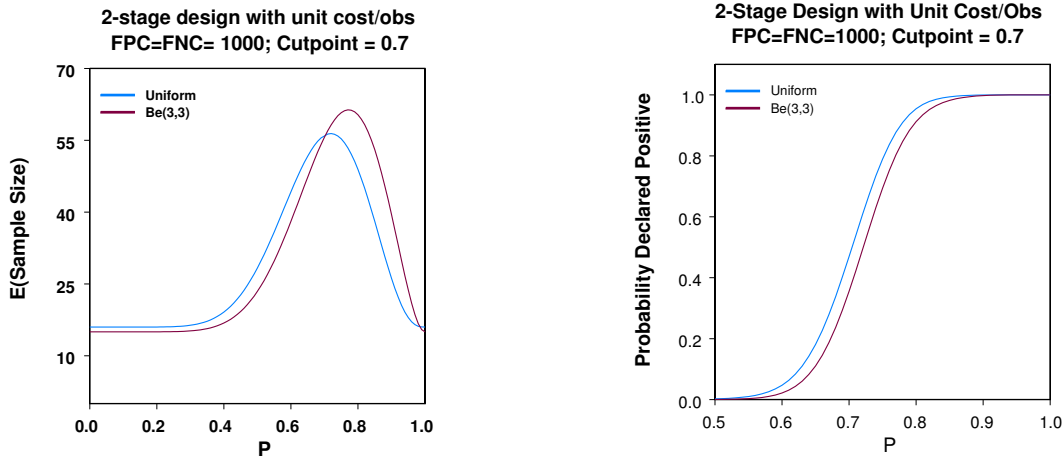 2-stage design with unit cost/obs
FPC=FNC= 1000; Cutpoint = 0.7
70
55
40
25
10
E(Sample Size)
Uniform
Be(3,3)
0.0 0.2 0.4 0.6 0.8 1.0
P
2-Stage Design with Unit Cost/Obs
FPC=FNC=1000; Cutpoint = 0.7
1.0
0.8
0.6
0.4
0.2
0.0
Probability Declared Positive
Uniform
Be(3,3)
0.5 0.6 0.7 0.8 0.9 1.0
P